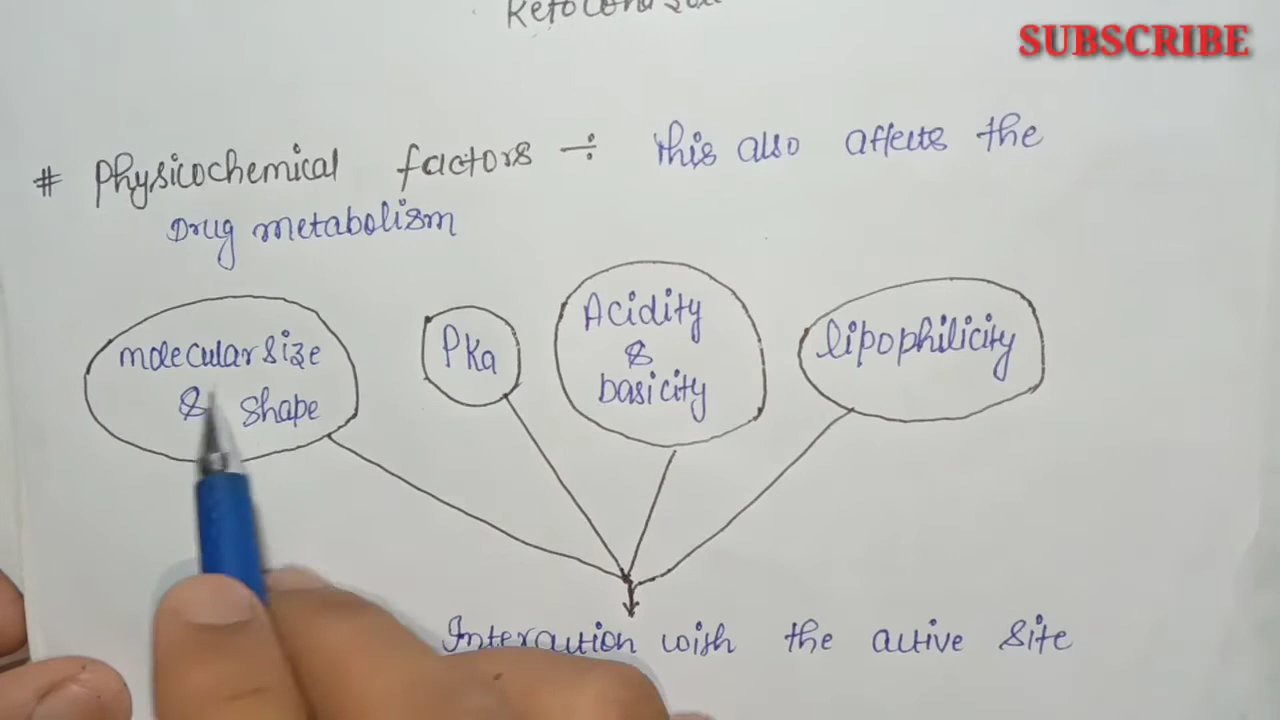 SUBSCRIBE
# Physicochemical factors ÷ This also affects the
Drug metabolism
molecular size
& shape
PKa
Acidity
&
basicity
lipophilicity
Interaction with the active site